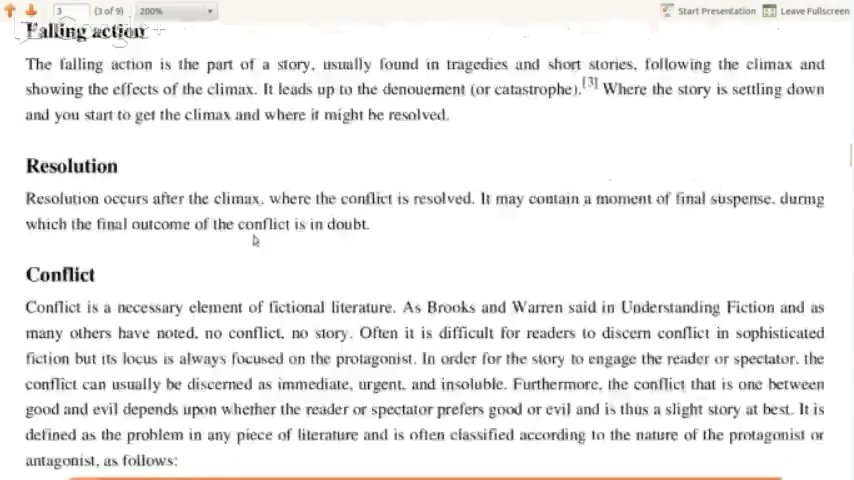 3 (3 of 9) 200% Start Presentation Leave Fullscreen
Google+
Falling action
The falling action is the part of a story, usually found in tragedies and short stories, following the climax and
showing the effects of the climax. It leads up to the denouement (or catastrophe).[3] Where the story is settling down
and you start to get the climax and where it might be resolved.
Resolution
Resolution occurs after the climax, where the conflict is resolved. It may contain a moment of final suspense, during
which the final outcome of the conflict is in doubt.
Conflict
Conflict is a necessary element of fictional literature. As Brooks and Warren said in Understanding Fiction and as
many others have noted, no conflict, no story. Often it is difficult for readers to discern conflict in sophisticated
fiction but its locus is always focused on the protagonist. In order for the story to engage the reader or spectator, the
conflict can usually be discerned as immediate, urgent, and insoluble. Furthermore, the conflict that is one between
good and evil depends upon whether the reader or spectator prefers good or evil and is thus a slight story at best. It is
defined as the problem in any piece of literature and is often classified according to the nature of the protagonist or
antagonist, as follows: